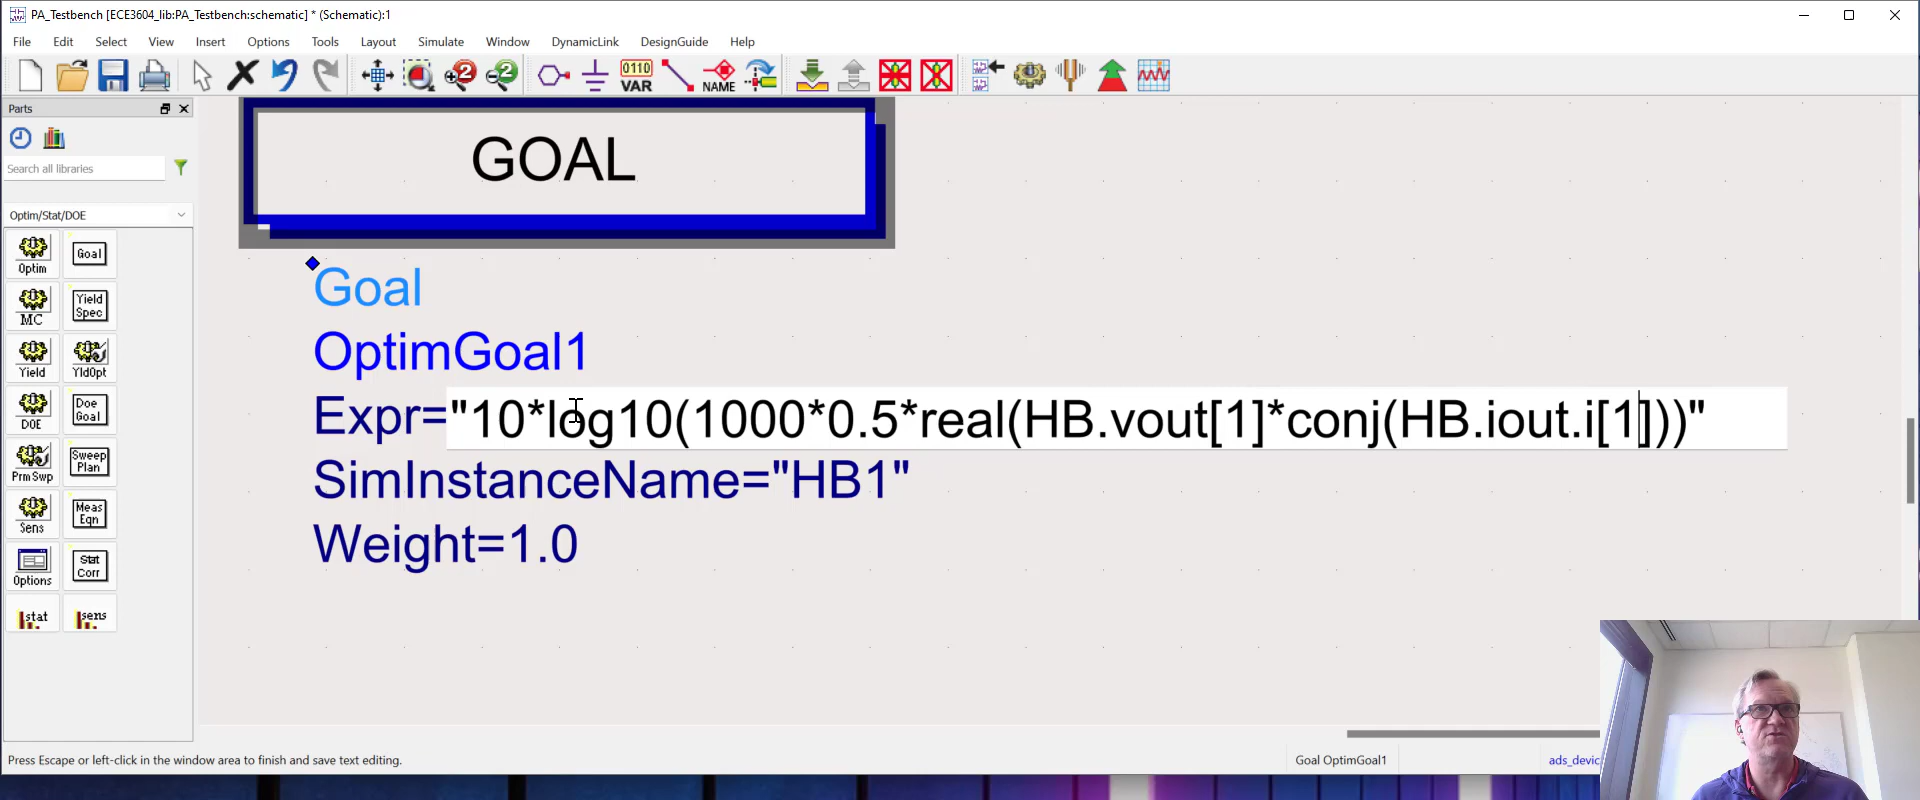 PA_Testbench [ECE3604_lib:PA_Testbench:schematic] * (Schematic):1
File Edit Select View Insert Options Tools Layout Simulate Window DynamicLink DesignGuide Help
2 2 0110 VAR NAME
Parts
Search all libraries
Optim/Stat/DOE
Optim Goal
MC Yield Spec
Yield YldOpt
DOE Doe Goal
Prm Swp Sweep Plan
Sens Meas Eqn
Options Stat Corr
stat sens
GOAL
Goal
OptimGoal1
Expr="10*log10(1000*0.5*real(HB.vout[1]*conj(HB.iout.i[1]))"
SimInstanceName="HB1"
Weight=1.0
Press Escape or left-click in the window area to finish and save text editing.
Goal OptimGoal1
ads_devic